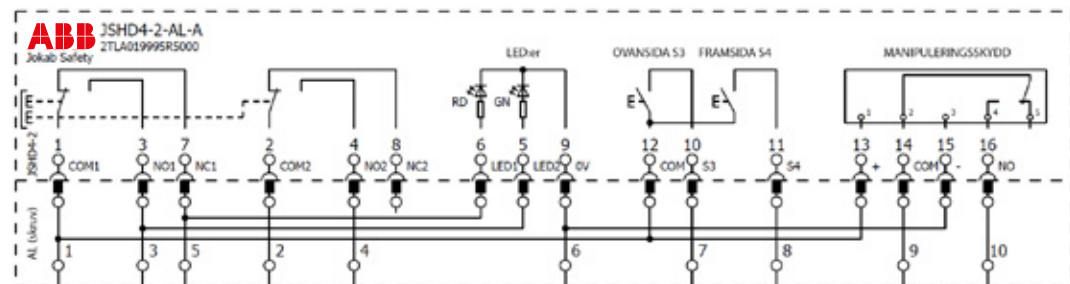 ABB JSHD4-2-AL-A
2TLA019995R5000
Jokab Safety
LED:er OVANSIDA S3 FRAMSIDA S4 MANIPULERINGSSKYDD
RD GN
E E E
E
1 2 3 4 5
1 3 7 2 4 8 6 5 9 12 10 11 13 14 15 16
JSHD4-2
COM1 NO1 NC1 COM2 NO2 NC2 LED1 LED2 0V COM S3 S4 + COM - NO
AL (skruv)
1 3 5 2 4 6 7 8 9 10